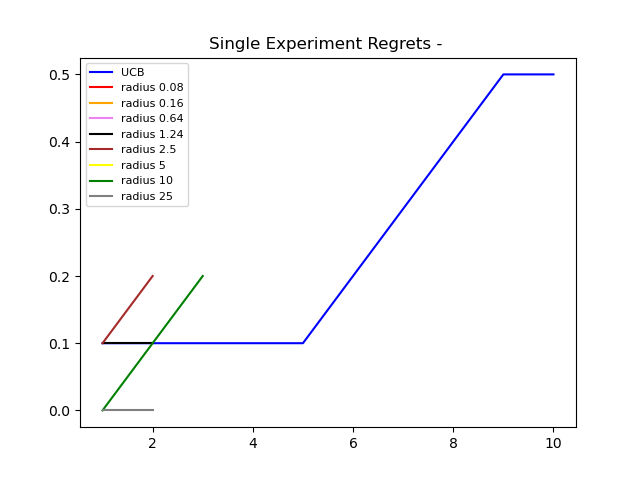 Single Experiment Regrets -
UCB
radius 0.08
radius 0.16
radius 0.64
radius 1.24
radius 2.5
radius 5
radius 10
radius 25
0.5
0.4
0.3
0.2
0.1
0.0
2 4 6 8 10